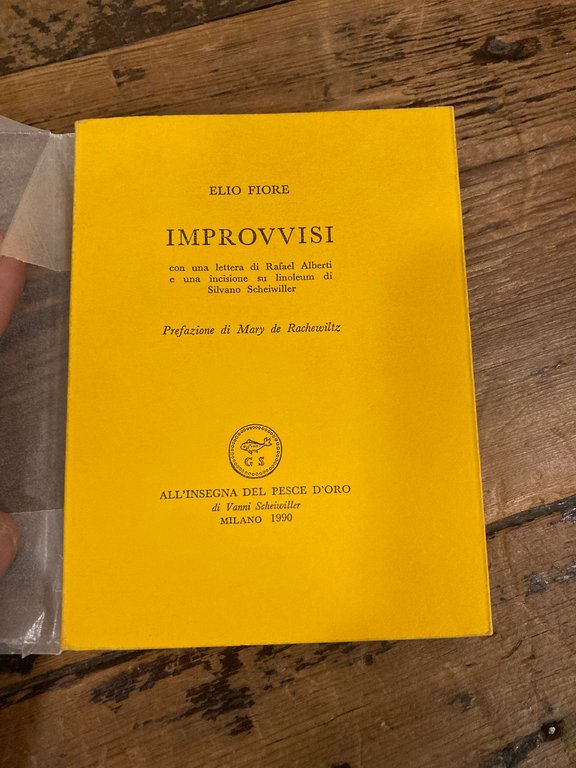 ELIO FIORE
IMPROVVISI
con una lettera di Rafael Alberti
e una incisione su linoleum di
Silvano Scheiwiller
Prefazione di Mary de Rachewiltz
G S
ALL'INSEGNA DEL PESCE D'ORO
di Vanni Scheiwiller
MILANO 1990